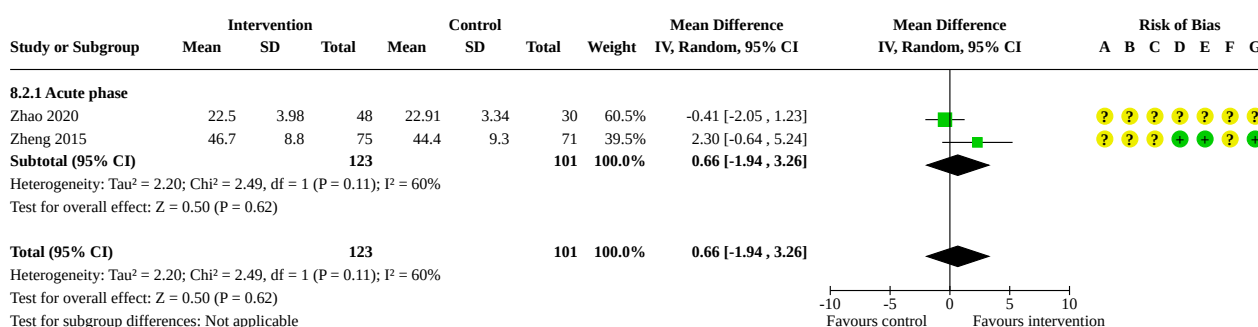 Intervention Control Mean Difference Mean Difference Risk of Bias
Study or Subgroup Mean SD Total Mean SD Total Weight IV, Random, 95% CI IV, Random, 95% CI A B C D E F G
8.2.1 Acute phase
Zhao 2020 22.5 3.98 48 22.91 3.34 30 60.5% -0.41 [-2.05 , 1.23] ? ? ? ? ? ? ?
Zheng 2015 46.7 8.8 75 44.4 9.3 71 39.5% 2.30 [-0.64 , 5.24] ? ? ? + + ? +
Subtotal (95% CI) 123 101 100.0% 0.66 [-1.94 , 3.26]
Heterogeneity: Tau² = 2.20; Chi² = 2.49, df = 1 (P = 0.11); I² = 60%
Test for overall effect: Z = 0.50 (P = 0.62)
Total (95% CI) 123 101 100.0% 0.66 [-1.94 , 3.26]
Heterogeneity: Tau² = 2.20; Chi² = 2.49, df = 1 (P = 0.11); I² = 60%
Test for overall effect: Z = 0.50 (P = 0.62) -10 -5 0 5 10
Test for subgroup differences: Not applicable Favours control Favours intervention